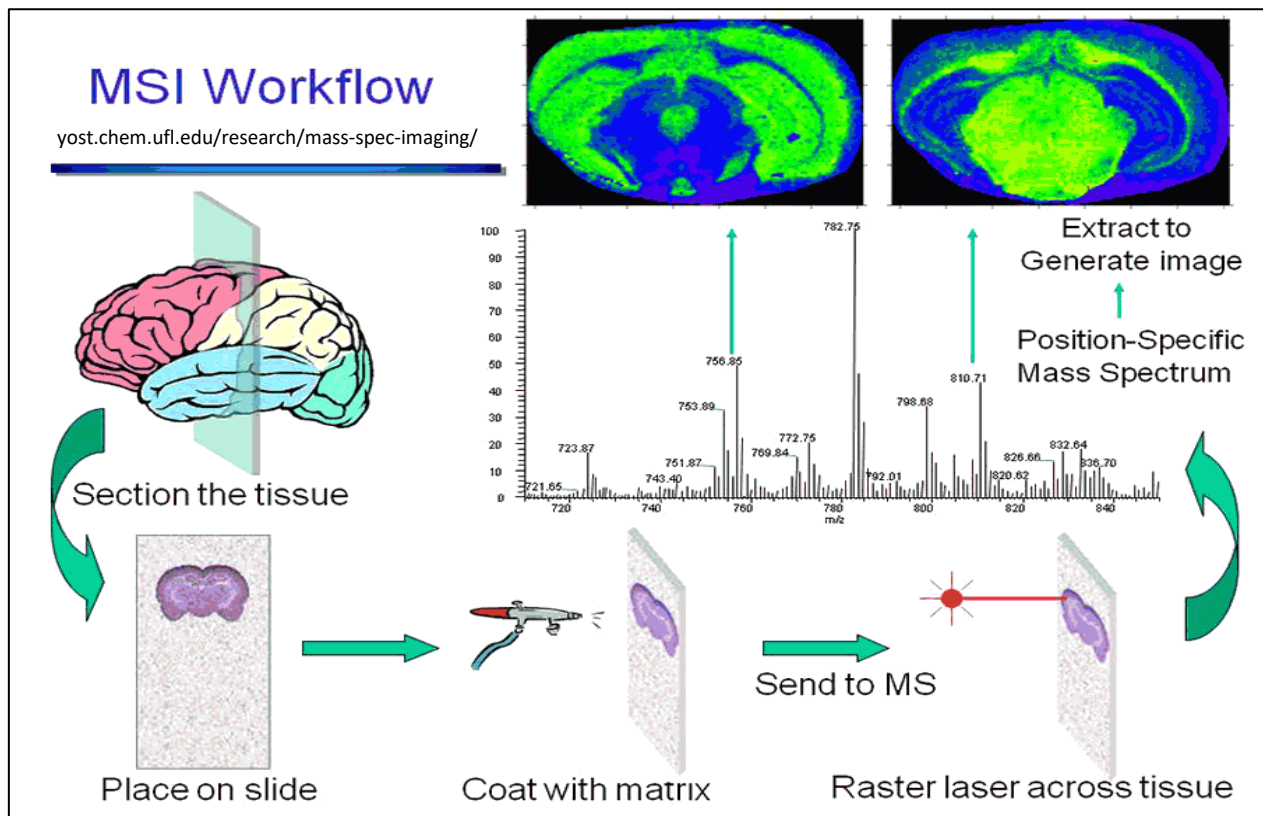 MSI Workflow
yost.chem.ufl.edu/research/mass-spec-imaging/
Section the tissue
Place on slide
Coat with matrix
Send to MS
Raster laser across tissue
Position-Specific
Mass Spectrum
Extract to
Generate image
100
90
80
70
60
50
40
30
20
10
0
721.65
723.87
743.40
751.87
753.89
756.85
769.84
772.75
782.75
792.01
798.68
810.71
820.62
826.66
832.64
836.70
720
740
760
780
800
820
840
m/z